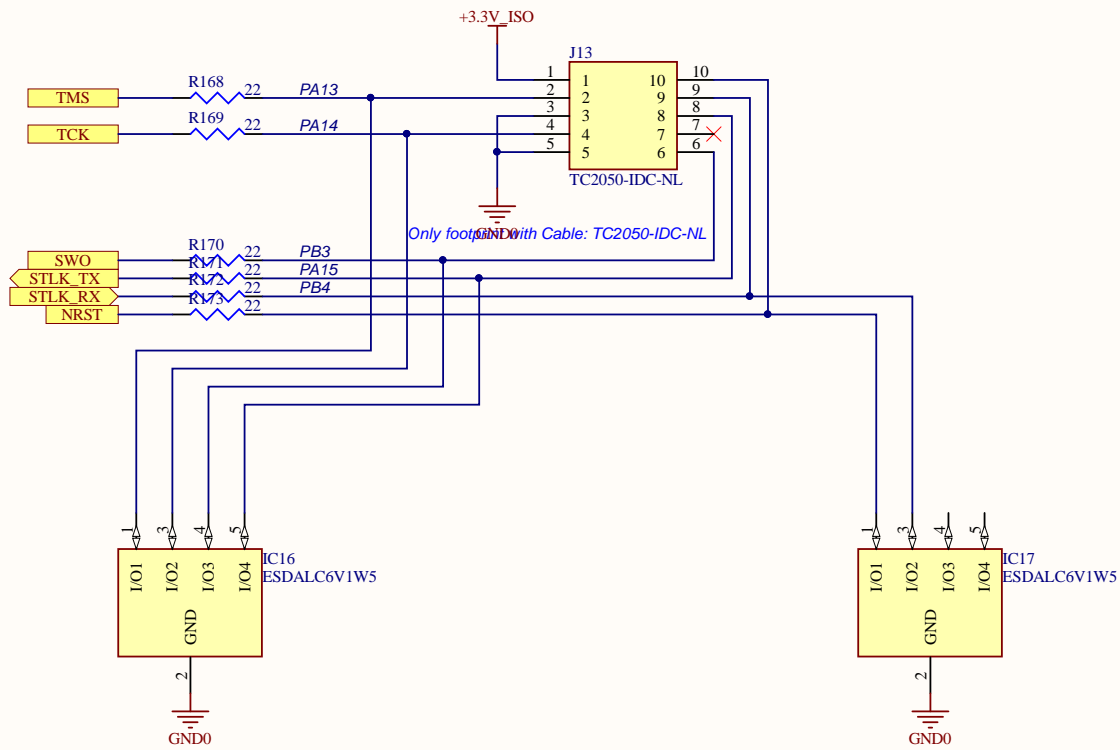 +3.3V_ISO
J13
1 1 10 10
TMS R168 22 PA13 2 2 9 9
3 3 8 8
TCK R169 22 PA14 4 4 7 7
5 5 6 6
TC2050-IDC-NL
GND0
Only footprint with Cable: TC2050-IDC-NL
SWO R170 22 PB3
STLK_TX R171 22 PA15
STLK_RX R172 22 PB4
NRST R173 22
1 3 4 5
I/O1 I/O2 I/O3 I/O4
IC16
ESDALC6V1W5
GND
2
GND0
1 3 4 5
I/O1 I/O2 I/O3 I/O4
IC17
ESDALC6V1W5
GND
2
GND0